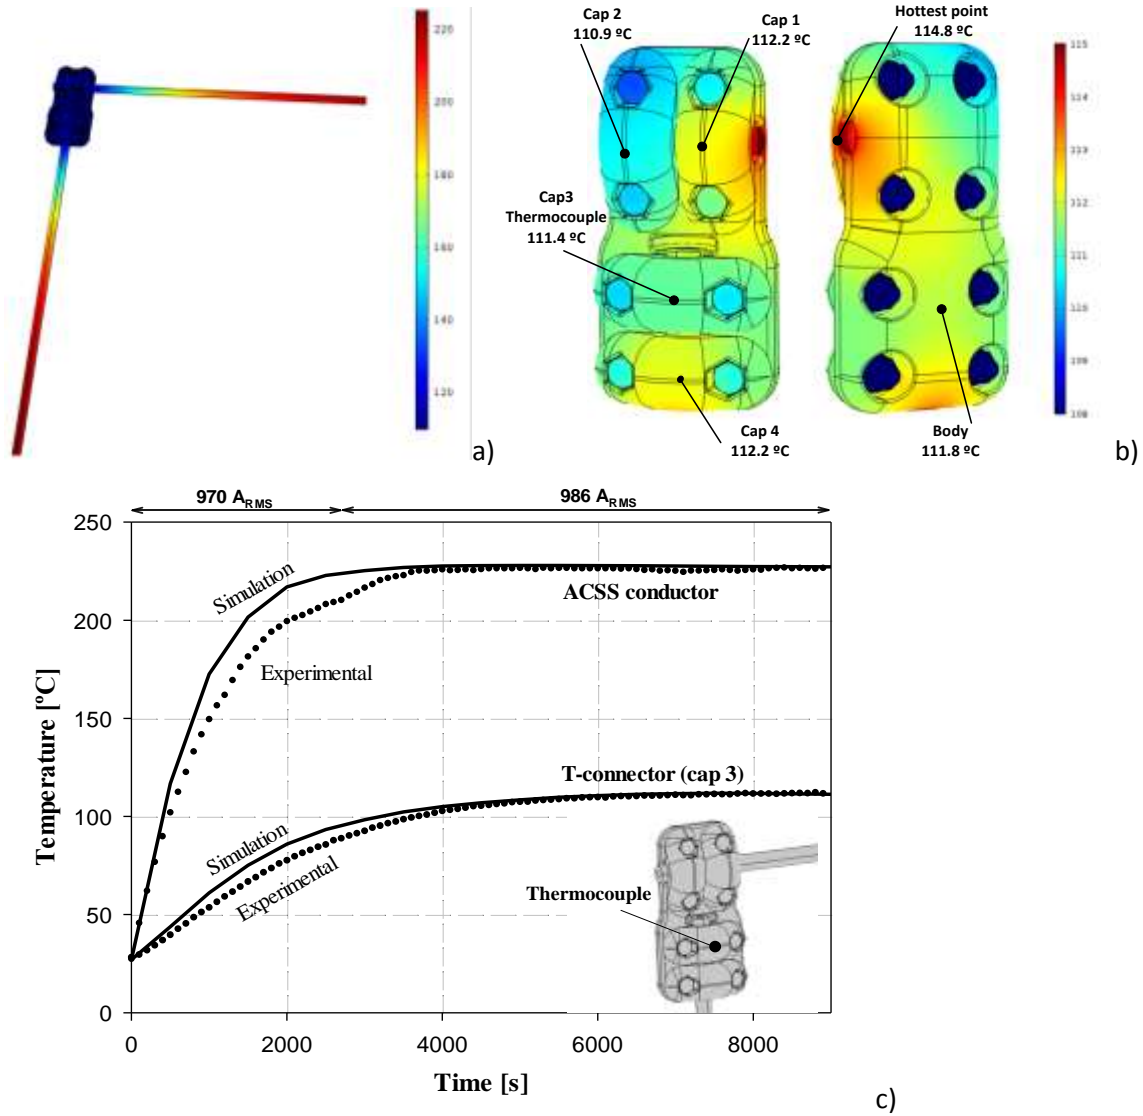 220
200
180
160
140
120
a)
Cap 2
110.9 ºC
Cap 1
112.2 ºC
Hottest point
114.8 ºC
Cap3
Thermocouple
111.4 ºC
Cap 4
112.2 ºC
Body
111.8 ºC
115
114
113
112
111
110
109
108
b)
970 ARMS
986 ARMS
250
200
150
100
50
0
Temperature [ºC]
Simulation
Experimental
ACSS conductor
T-connector (cap 3)
Simulation
Experimental
Thermocouple
0
2000
4000
6000
8000
Time [s]
c)